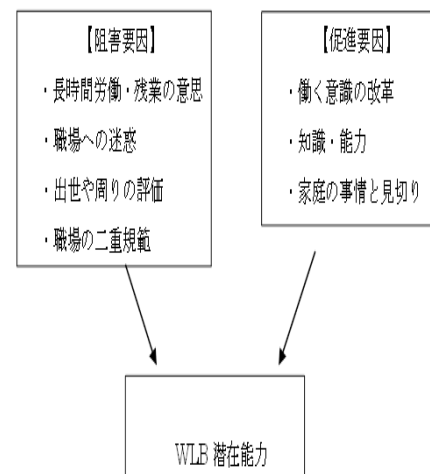 【阻害要因】
・長時間労働・残業の意思
・職場への迷惑
・出世や周りの評価
・職場の二重規範
【促進要因】
・働く意識の改革
・知識・能力
・家庭の事情と見切り
WLB 潜在能力